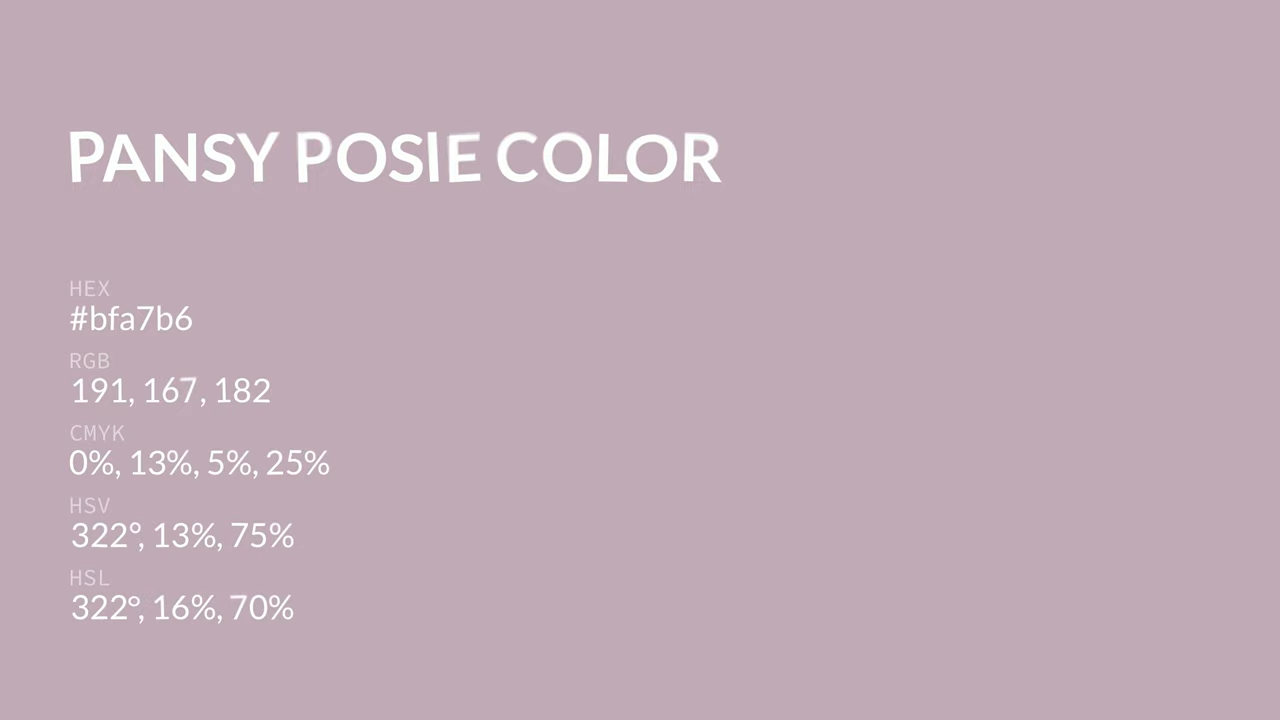 PANSY POSIE COLOR
HEX
#bfa7b6
RGB
191, 167, 182
CMYK
0%, 13%, 5%, 25%
HSV
322°, 13%, 75%
HSL
322°, 16%, 70%